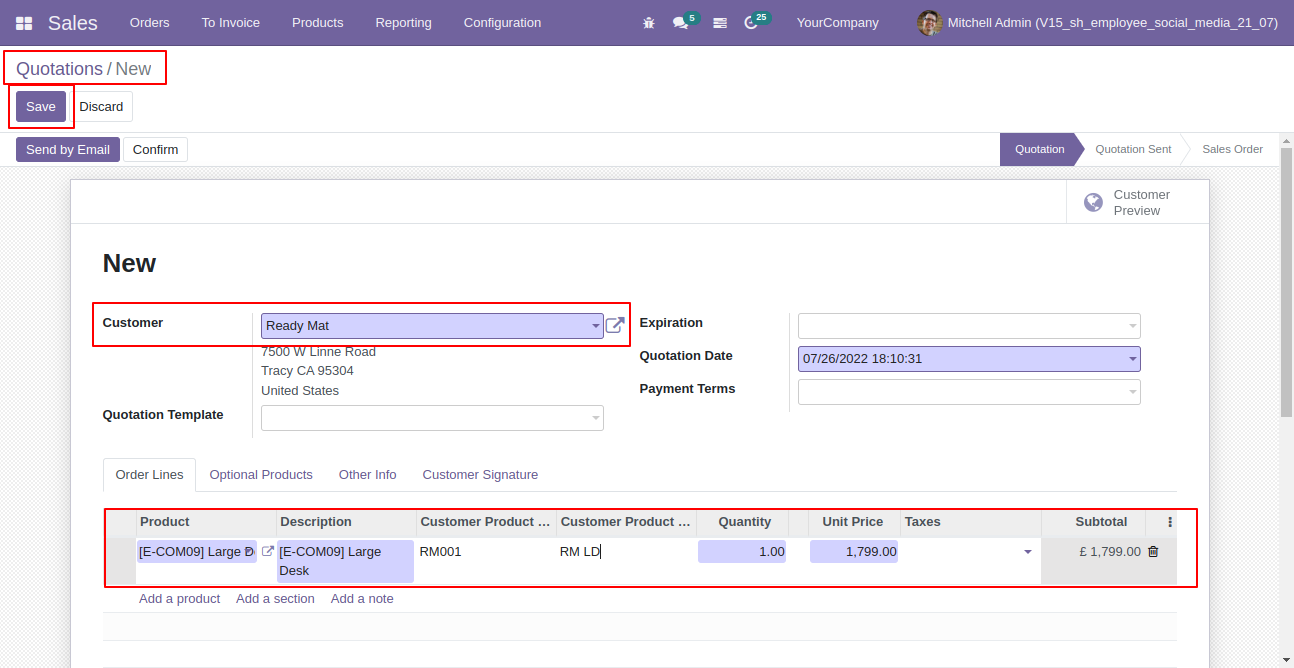 Sales Orders To Invoice Products Reporting Configuration 5 25 YourCompany Mitchell Admin (V15_sh_employee_social_media_21_07)
Quotations / New
Save Discard
Send by Email Confirm Quotation Quotation Sent Sales Order
Customer
Preview
New
Customer Ready Mat Expiration
7500 W Linne Road
Quotation Date 07/26/2022 18:10:31
Tracy CA 95304
United States Payment Terms
Quotation Template
Order Lines Optional Products Other Info Customer Signature
Product Description Customer Product ... Customer Product ... Quantity Unit Price Taxes Subtotal
[E-COM09] Large [E-COM09] Large RM001 RM LD 1.00 1,799.00 £ 1,799.00
Desk
Add a product Add a section Add a note